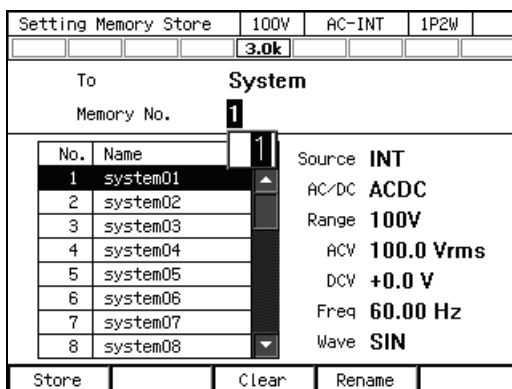 Setting Memory Store 100V AC-INT 1P2W
3.0k
To System
Memory No. 1
1
No. Name
1 system01
2 system02
3 system03
4 system04
5 system05
6 system06
7 system07
8 system08
Source INT
AC/DC ACDC
Range 100V
ACV 100.0 Vrms
DCV +0.0 V
Freq 60.00 Hz
Wave SIN
Store Clear Rename